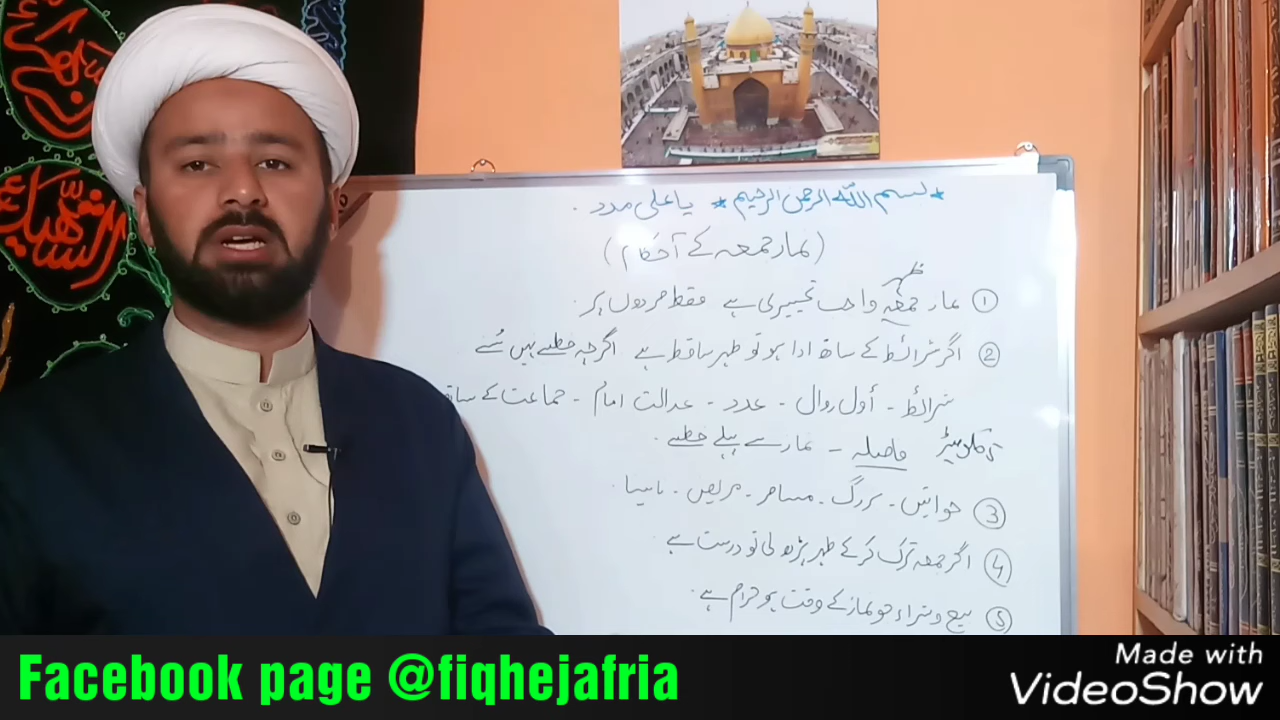 ★ بسم اللہ الرحمن الرحیم ★ یا علی مدد .
( نماز جمعہ کے احکام )
ظہر
① نماز جمعہ واجب تخییری ہے فقط مردوں پر .
② اگر شرائط کے ساتھ ادا ہو تو ظہر ساقط ہے اگرچہ خطبے نہیں سُنے
شرائط - أول زوال - عدد - عدالت امام - جماعت کے ساتھ
فاصلہ - نماز سے پہلے خطبے .
③ خواتین - بزرگ - مسافر - مریض - نابینا .
④ اگر جمعہ ترک کر کے ظہر پڑھ لی تو درست ہے
⑤ بیع و شراء جو نماز کے وقت ہو حرام ہے .
Facebook page @fiqhejafria
Made with
VideoShow